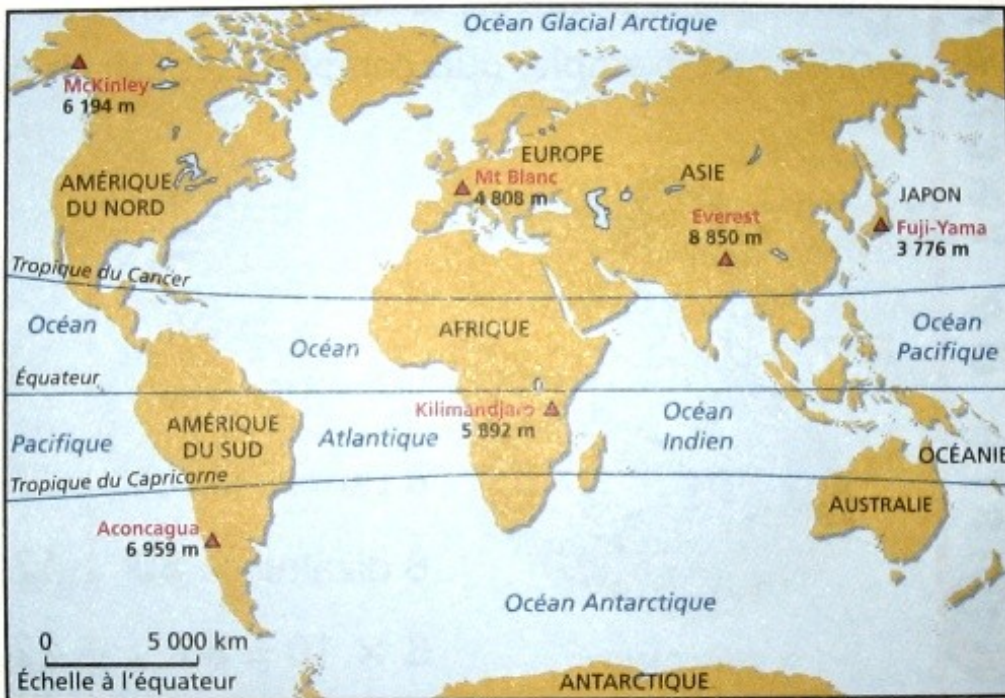 Océan Glacial Arctique
McKinley
6 194 m
AMÉRIQUE
DU NORD
EUROPE
Mt Blanc
4 808 m
ASIE
Everest
8 850 m
JAPON
Fuji-Yama
3 776 m
Tropique du Cancer
Océan
Océan
AFRIQUE
Océan
Pacifique
Équateur
Pacifique
AMÉRIQUE
DU SUD
Atlantique
Kilimandjaro
5 892 m
Océan
Indien
OCÉANIE
Tropique du Capricorne
AUSTRALIE
Aconcagua
6 959 m
Océan Antarctique
0 5 000 km
Échelle à l'équateur
ANTARCTIQUE